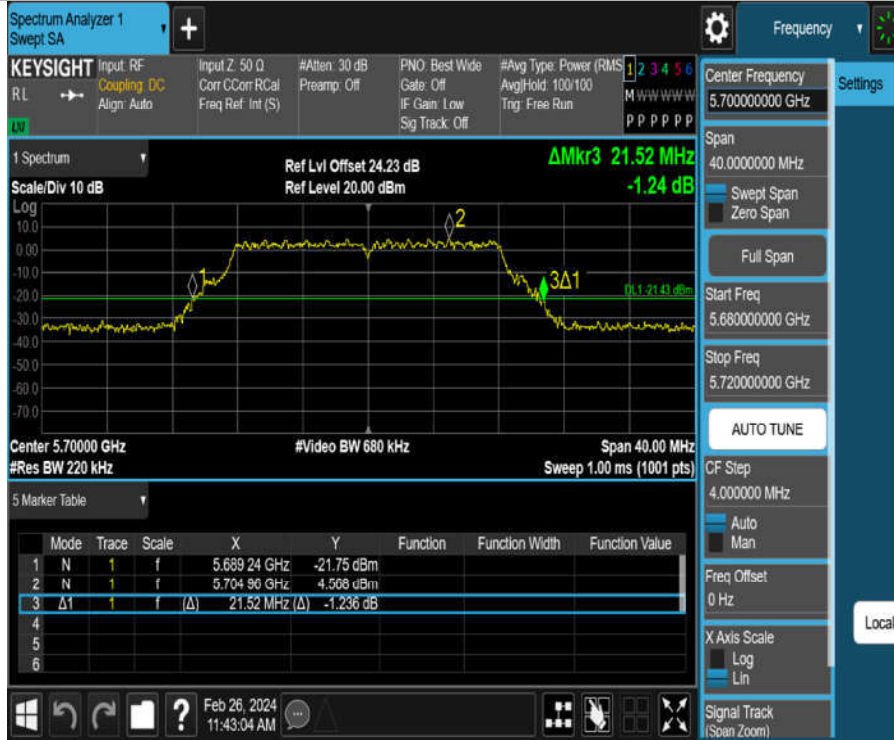 Spectrum Analyzer 1
Swept SA
+
Frequency
KEYSIGHT
RL
LXI
Input: RF
Coupling: DC
Align: Auto
Input Z: 50 Ω
Corr CCorr RCal
Freq Ref: Int (S)
#Atten: 30 dB
Preamp: Off
PNO: Best Wide
Gate: Off
IF Gain: Low
Sig Track: Off
#Avg Type: Power (RMS
Avg|Hold: 100/100
Trig: Free Run
1 2 3 4 5 6
M W W W W W
P P P P P P
1 Spectrum
Scale/Div 10 dB
Ref Lvl Offset 24.23 dB
Ref Level 20.00 dBm
ΔMkr3 21.52 MHz
-1.24 dB
Log
10.0
0.00
-10.0
-20.0
-30.0
-40.0
-50.0
-60.0
-70.0
1
2
3Δ1
DL1 -21.43 dBm
Center 5.70000 GHz
#Res BW 220 kHz
#Video BW 680 kHz
Span 40.00 MHz
Sweep 1.00 ms (1001 pts)
5 Marker Table
Mode Trace Scale X Y Function Function Width Function Value
1 N 1 f 5.689 24 GHz -21.75 dBm
2 N 1 f 5.704 96 GHz 4.568 dBm
3 Δ1 1 f (Δ) 21.52 MHz (Δ) -1.236 dB
4
5
6
?
Feb 26, 2024
11:43:04 AM
Center Frequency
5.700000000 GHz
Span
40.0000000 MHz
Swept Span
Zero Span
Full Span
Start Freq
5.680000000 GHz
Stop Freq
5.720000000 GHz
AUTO TUNE
CF Step
4.000000 MHz
Auto
Man
Freq Offset
0 Hz
X Axis Scale
Log
Lin
Signal Track
(Span Zoom)
Settings
Local